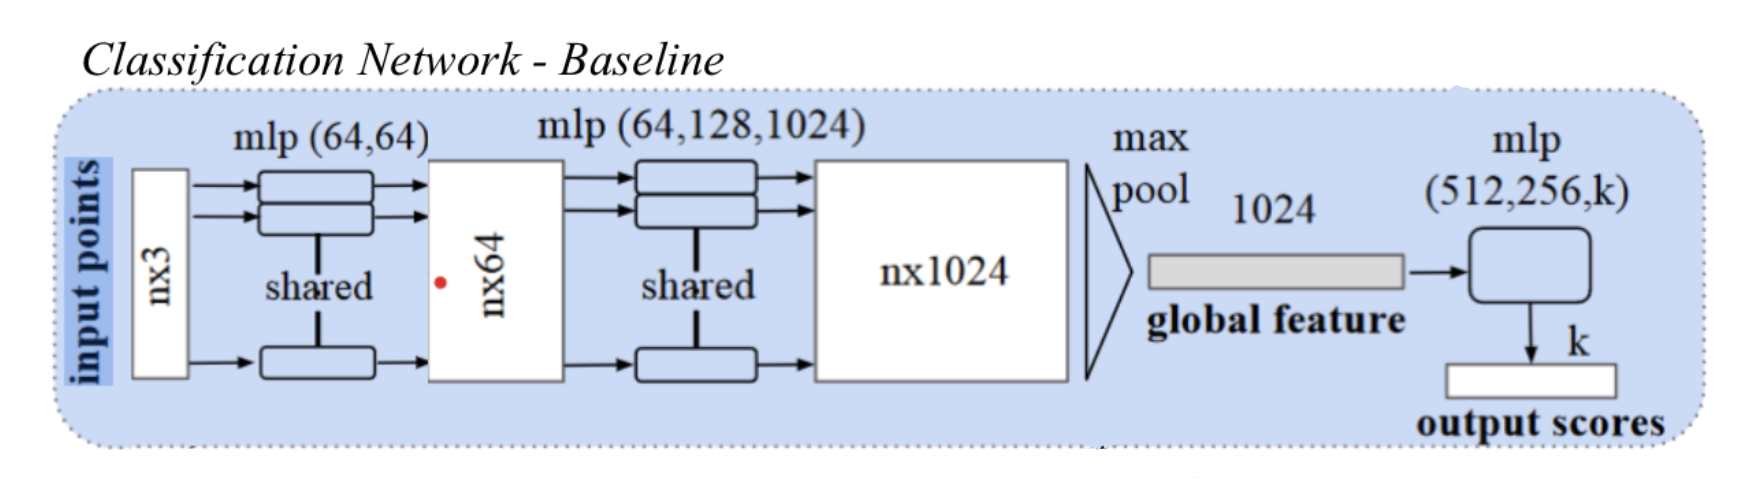 Classification Network - Baseline
input points
nx3
mlp (64,64)
shared
nx64
mlp (64,128,1024)
shared
nx1024
max
pool
1024
global feature
mlp
(512,256,k)
k
output scores